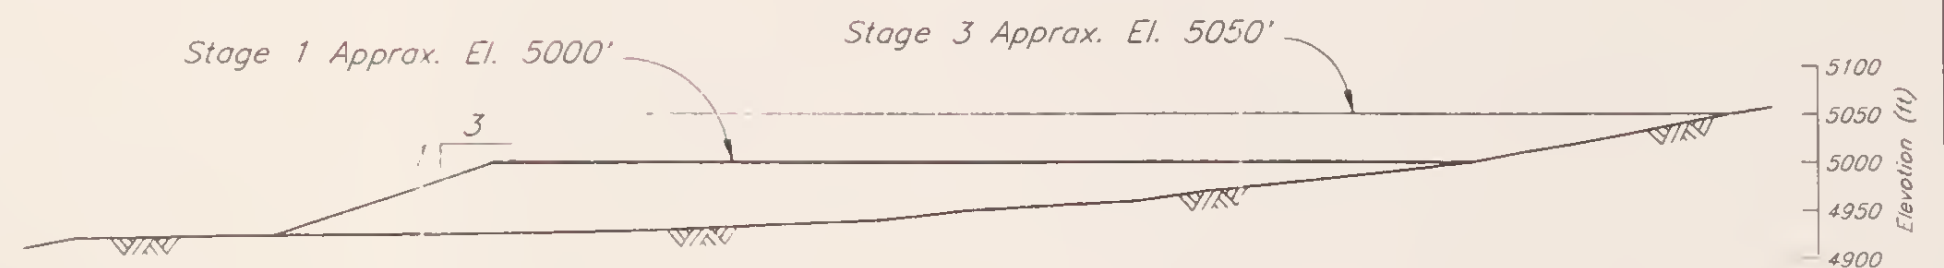 Stage 1 Approx. El. 5000'
Stage 3 Approx. El. 5050'
3
1
5100
5050
5000
4950
4900
Elevation (ft)